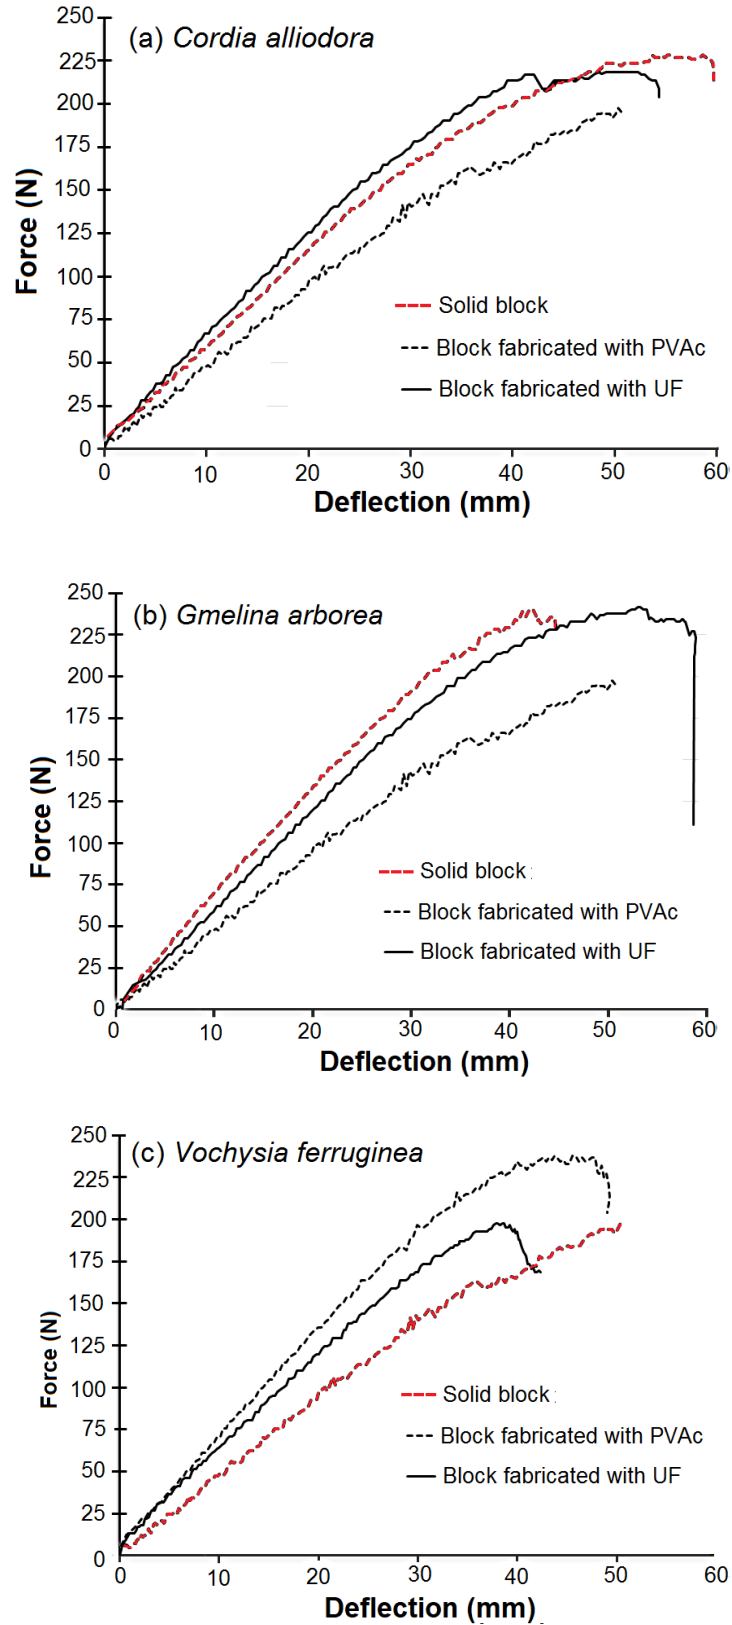 250
(a) Cordia alliodora
225
200
175
150
125
100
75
50
25
0
Force (N)
Solid block
Block fabricated with PVAc
Block fabricated with UF
0 10 20 30 40 50 60
Deflection (mm)
250
(b) Gmelina arborea
225
200
175
150
125
100
75
50
25
0
Force (N)
Solid block
Block fabricated with PVAc
Block fabricated with UF
0 10 20 30 40 50 60
Deflection (mm)
250
(c) Vochysia ferruginea
225
200
175
150
125
100
75
50
25
0
Force (N)
Solid block
Block fabricated with PVAc
Block fabricated with UF
0 10 20 30 40 50 60
Deflection (mm)